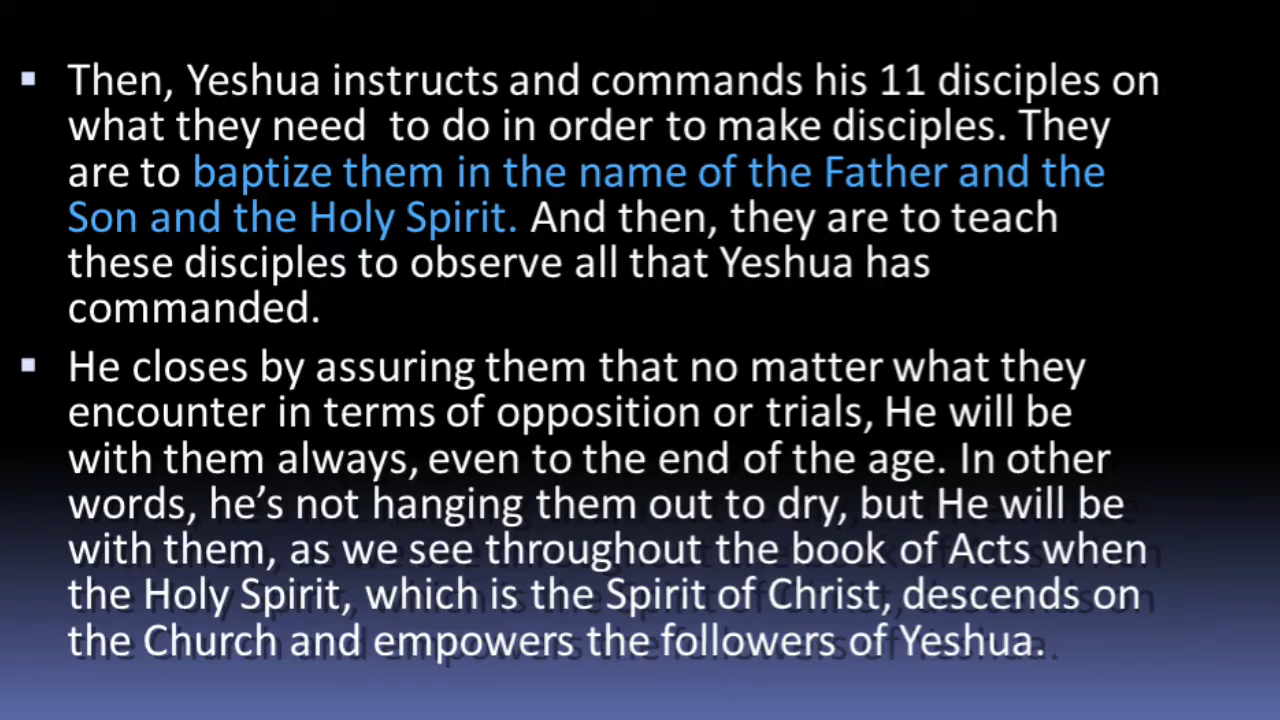 ▪ Then, Yeshua instructs and commands his 11 disciples on
what they need  to do in order to make disciples. They
are to baptize them in the name of the Father and the
Son and the Holy Spirit. And then, they are to teach
these disciples to observe all that Yeshua has
commanded.
▪ He closes by assuring them that no matter what they
encounter in terms of opposition or trials, He will be
with them always, even to the end of the age. In other
words, he’s not hanging them out to dry, but He will be
with them, as we see throughout the book of Acts when
the Holy Spirit, which is the Spirit of Christ, descends on
the Church and empowers the followers of Yeshua.